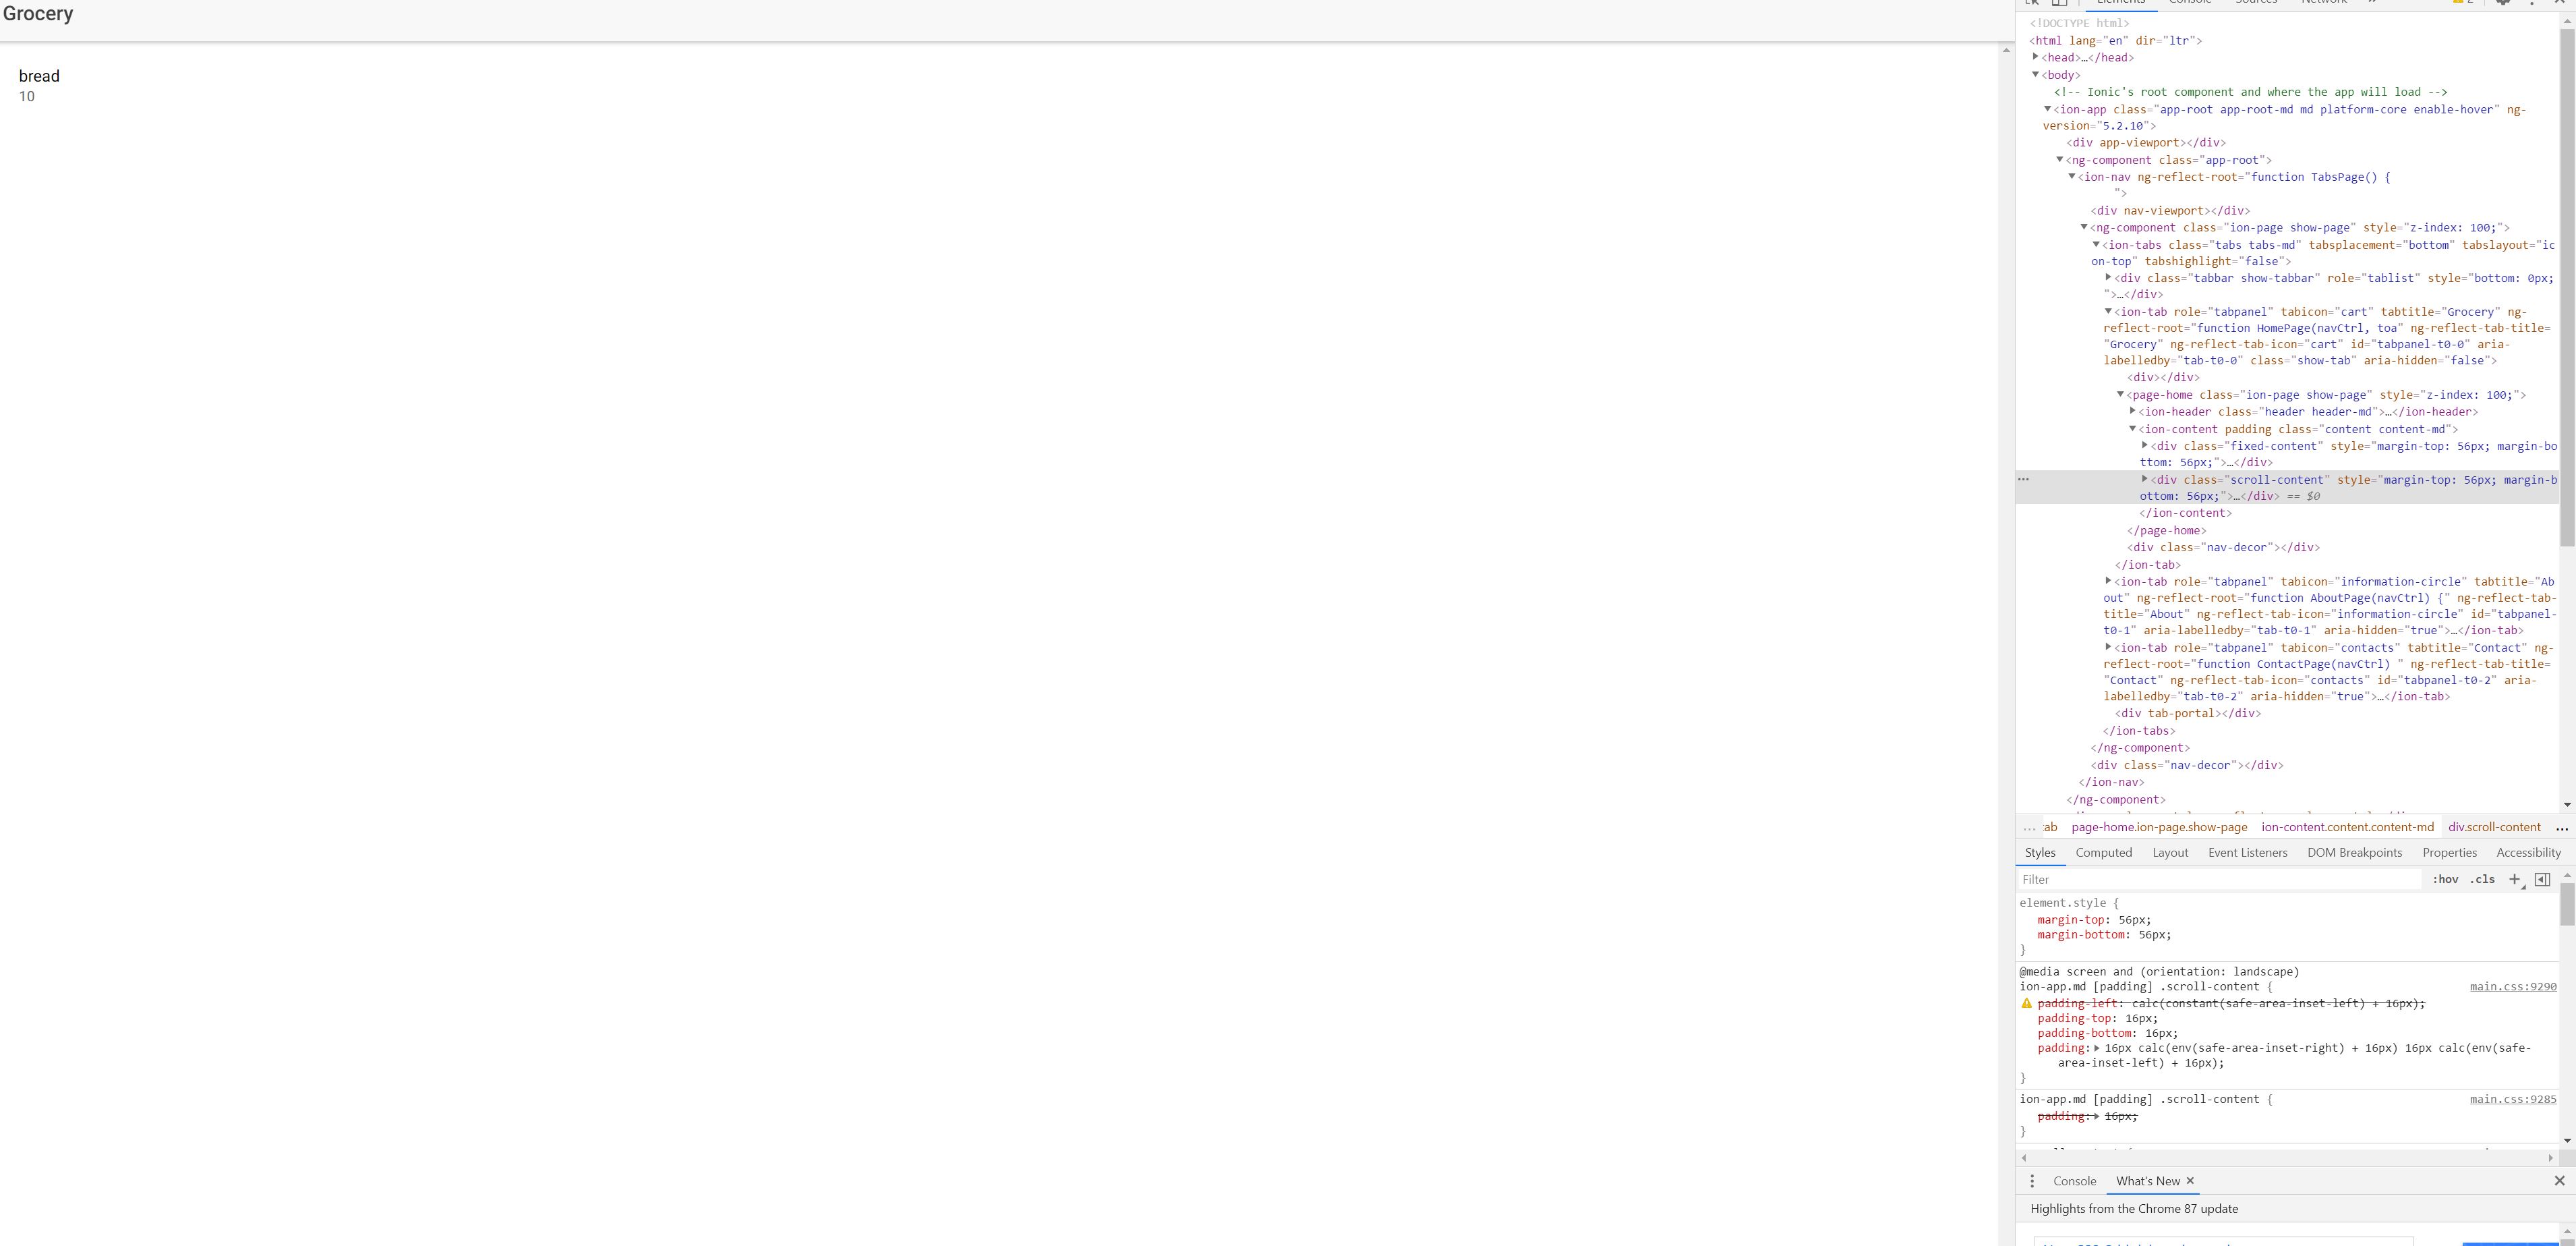 Grocery
bread
10
Elements Console Sources Network » 2
<!DOCTYPE html>
<html lang="en" dir="ltr">
<head>…</head>
<body>
<!-- Ionic's root component and where the app will load -->
<ion-app class="app-root app-root-md md platform-core enable-hover" ng-
version="5.2.10">
<div app-viewport></div>
<ng-component class="app-root">
<ion-nav ng-reflect-root="function TabsPage() {
">
<div nav-viewport></div>
<ng-component class="ion-page show-page" style="z-index: 100;">
<ion-tabs class="tabs tabs-md" tabsplacement="bottom" tabslayout="ic
on-top" tabshighlight="false">
<div class="tabbar show-tabbar" role="tablist" style="bottom: 0px;
">…</div>
<ion-tab role="tabpanel" tabicon="cart" tabtitle="Grocery" ng-
reflect-root="function HomePage(navCtrl, toa" ng-reflect-tab-title=
"Grocery" ng-reflect-tab-icon="cart" id="tabpanel-t0-0" aria-
labelledby="tab-t0-0" class="show-tab" aria-hidden="false">
<div></div>
<page-home class="ion-page show-page" style="z-index: 100;">
<ion-header class="header header-md">…</ion-header>
<ion-content padding class="content content-md">
<div class="fixed-content" style="margin-top: 56px; margin-bo
ttom: 56px;">…</div>
… <div class="scroll-content" style="margin-top: 56px; margin-b
ottom: 56px;">…</div> == $0
</ion-content>
</page-home>
<div class="nav-decor"></div>
</ion-tab>
<ion-tab role="tabpanel" tabicon="information-circle" tabtitle="Ab
out" ng-reflect-root="function AboutPage(navCtrl) {" ng-reflect-tab-
title="About" ng-reflect-tab-icon="information-circle" id="tabpanel-
t0-1" aria-labelledby="tab-t0-1" aria-hidden="true">…</ion-tab>
<ion-tab role="tabpanel" tabicon="contacts" tabtitle="Contact" ng-
reflect-root="function ContactPage(navCtrl) " ng-reflect-tab-title=
"Contact" ng-reflect-tab-icon="contacts" id="tabpanel-t0-2" aria-
labelledby="tab-t0-2" aria-hidden="true">…</ion-tab>
<div tab-portal></div>
</ion-tabs>
</ng-component>
<div class="nav-decor"></div>
</ion-nav>
</ng-component>
… tab page-home.ion-page.show-page ion-content.content.content-md div.scroll-content …
Styles Computed Layout Event Listeners DOM Breakpoints Properties Accessibility
Filter :hov .cls +
element.style {
margin-top: 56px;
margin-bottom: 56px;
}
@media screen and (orientation: landscape)
ion-app.md [padding] .scroll-content { main.css:9290
padding-left: calc(constant(safe-area-inset-left) + 16px);
padding-top: 16px;
padding-bottom: 16px;
padding: 16px calc(env(safe-area-inset-right) + 16px) 16px calc(env(safe-
area-inset-left) + 16px);
}
ion-app.md [padding] .scroll-content { main.css:9285
padding: 16px;
}
Console What's New ×
Highlights from the Chrome 87 update